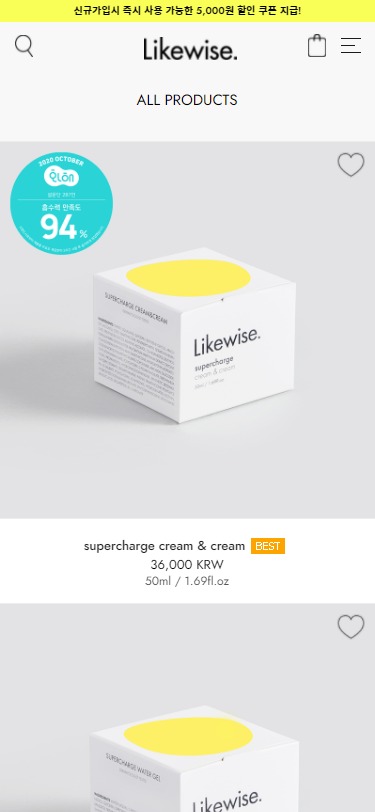 신규가입시 즉시 사용 가능한 5,000원 할인 쿠폰 지급!
Likewise.
ALL PRODUCTS
2020 OCTOBER
흡수력 만족도
94%
SUPERCHARGE CREAM&CREAM
Likewise.
supercharge
cream & cream
supercharge cream & cream BEST
36,000 KRW
50ml / 1.69fl.oz
SUPERCHARGE WATER GEL
Likewise.